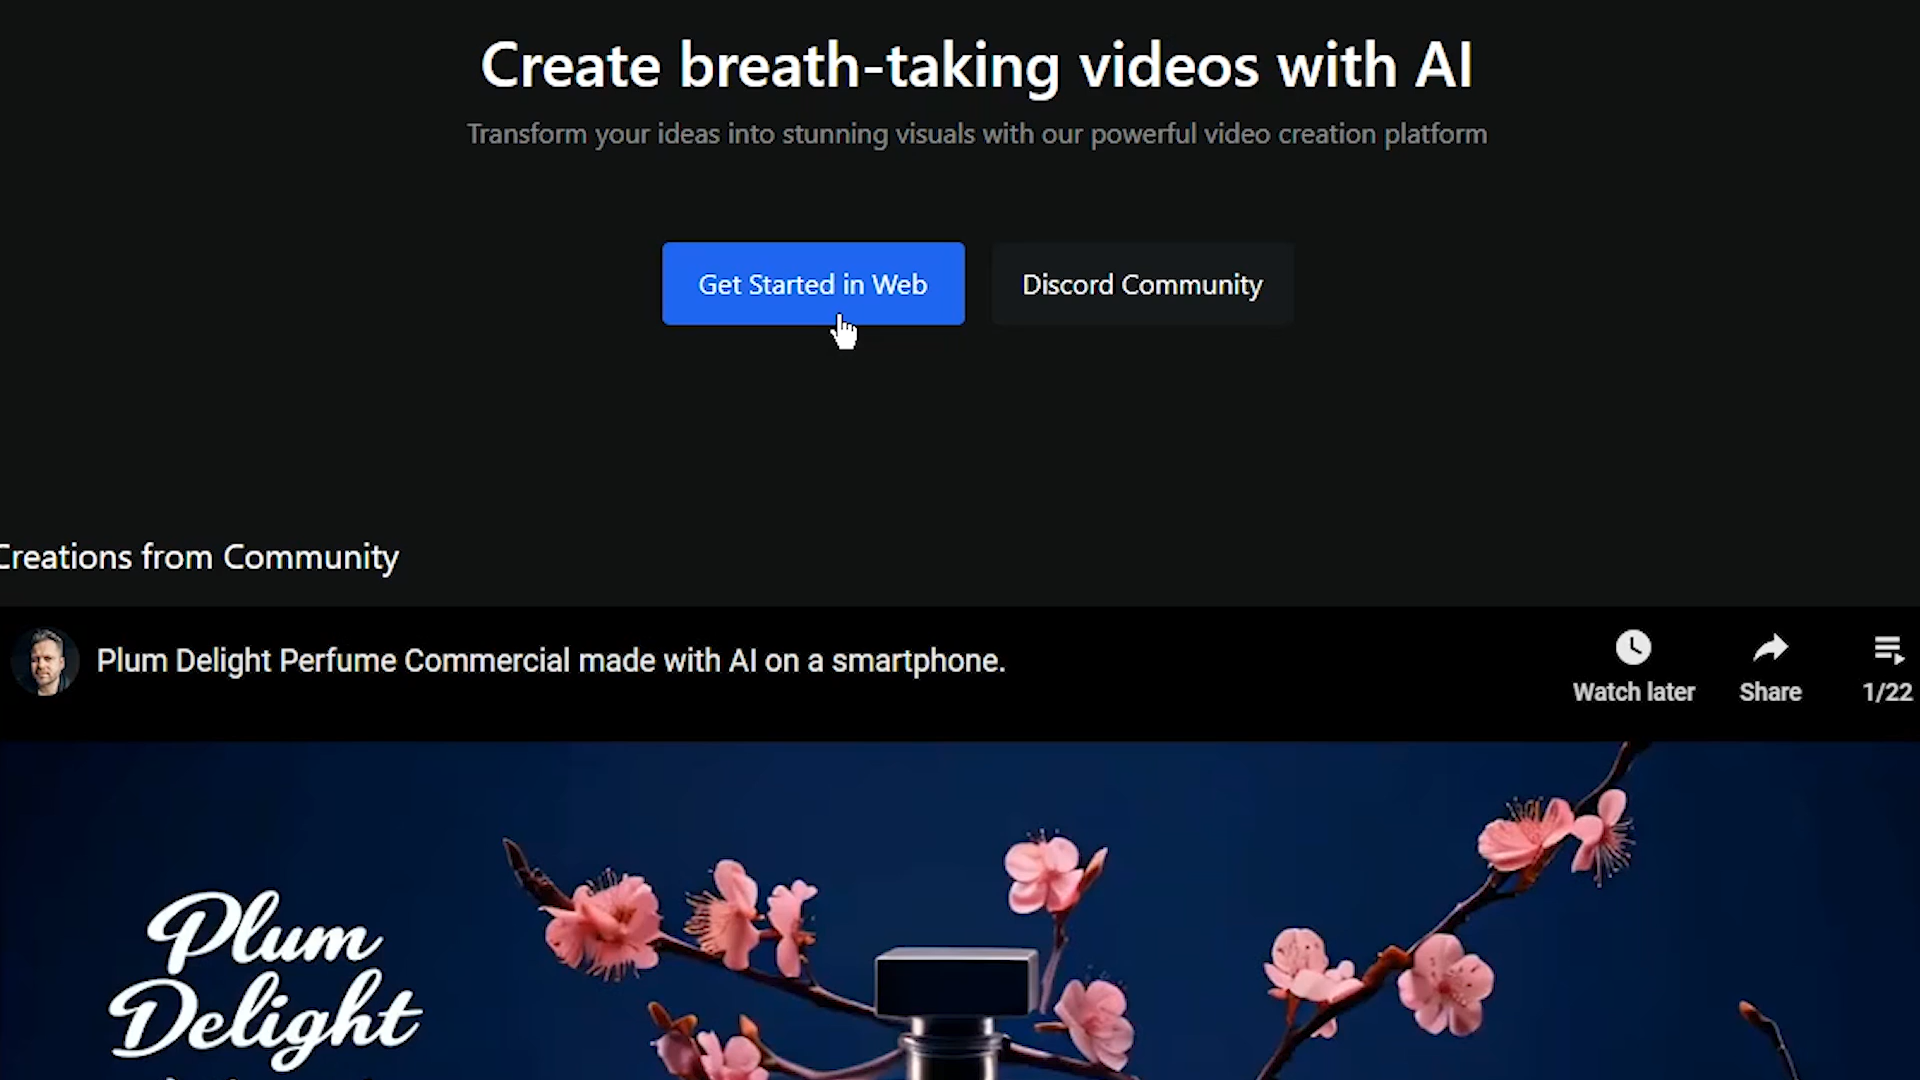 Create breath-taking videos with AI
Transform your ideas into stunning visuals with our powerful video creation platform
Get Started in Web
Discord Community
Creations from Community
Plum Delight Perfume Commercial made with AI on a smartphone.
Watch later
Share
1/22
Plum
Delight